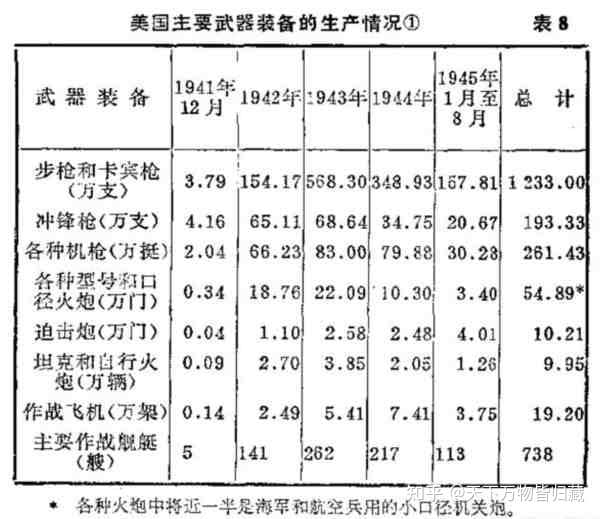 美国主要武器装备的生产情况① 表8
武器装备 1941年12月 1942年 1943年 1944年 1945年1月至8月 总计
步枪和卡宾枪(万支) 3.79 154.17 568.30 348.93 157.81 1 233.00
冲锋枪(万支) 4.16 65.11 68.64 34.75 20.67 193.33
各种机枪(万挺) 2.04 66.23 83.00 79.88 30.28 261.43
各种型号和口径火炮(万门) 0.34 18.76 22.09 10.30 3.40 54.89*
迫击炮(万门) 0.04 1.10 2.58 2.48 4.01 10.21
坦克和自行火炮(万辆) 0.09 2.70 3.85 2.05 1.26 9.95
作战飞机(万架) 0.14 2.49 5.41 7.41 3.75 19.20
主要作战舰艇(艘) 5 141 262 217 113 738
知乎 @天下万物皆归藏
* 各种火炮中将近一半是海军和航空兵用的小口径机关炮。